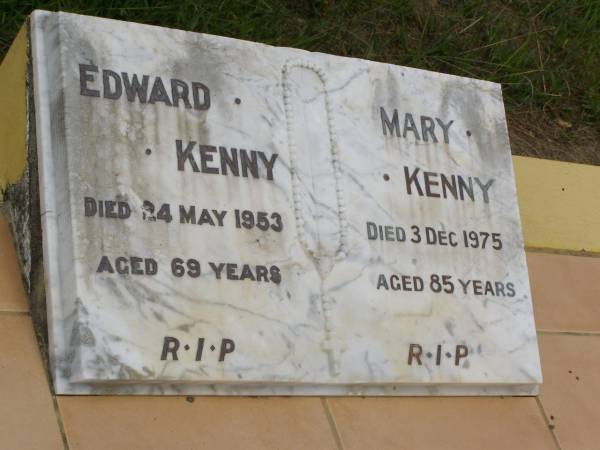 EDWARD ·
· KENNY
DIED 24 MAY 1953
AGED 69 YEARS
R·I·P
MARY ·
· KENNY
DIED 3 DEC 1975
AGED 85 YEARS
R·I·P